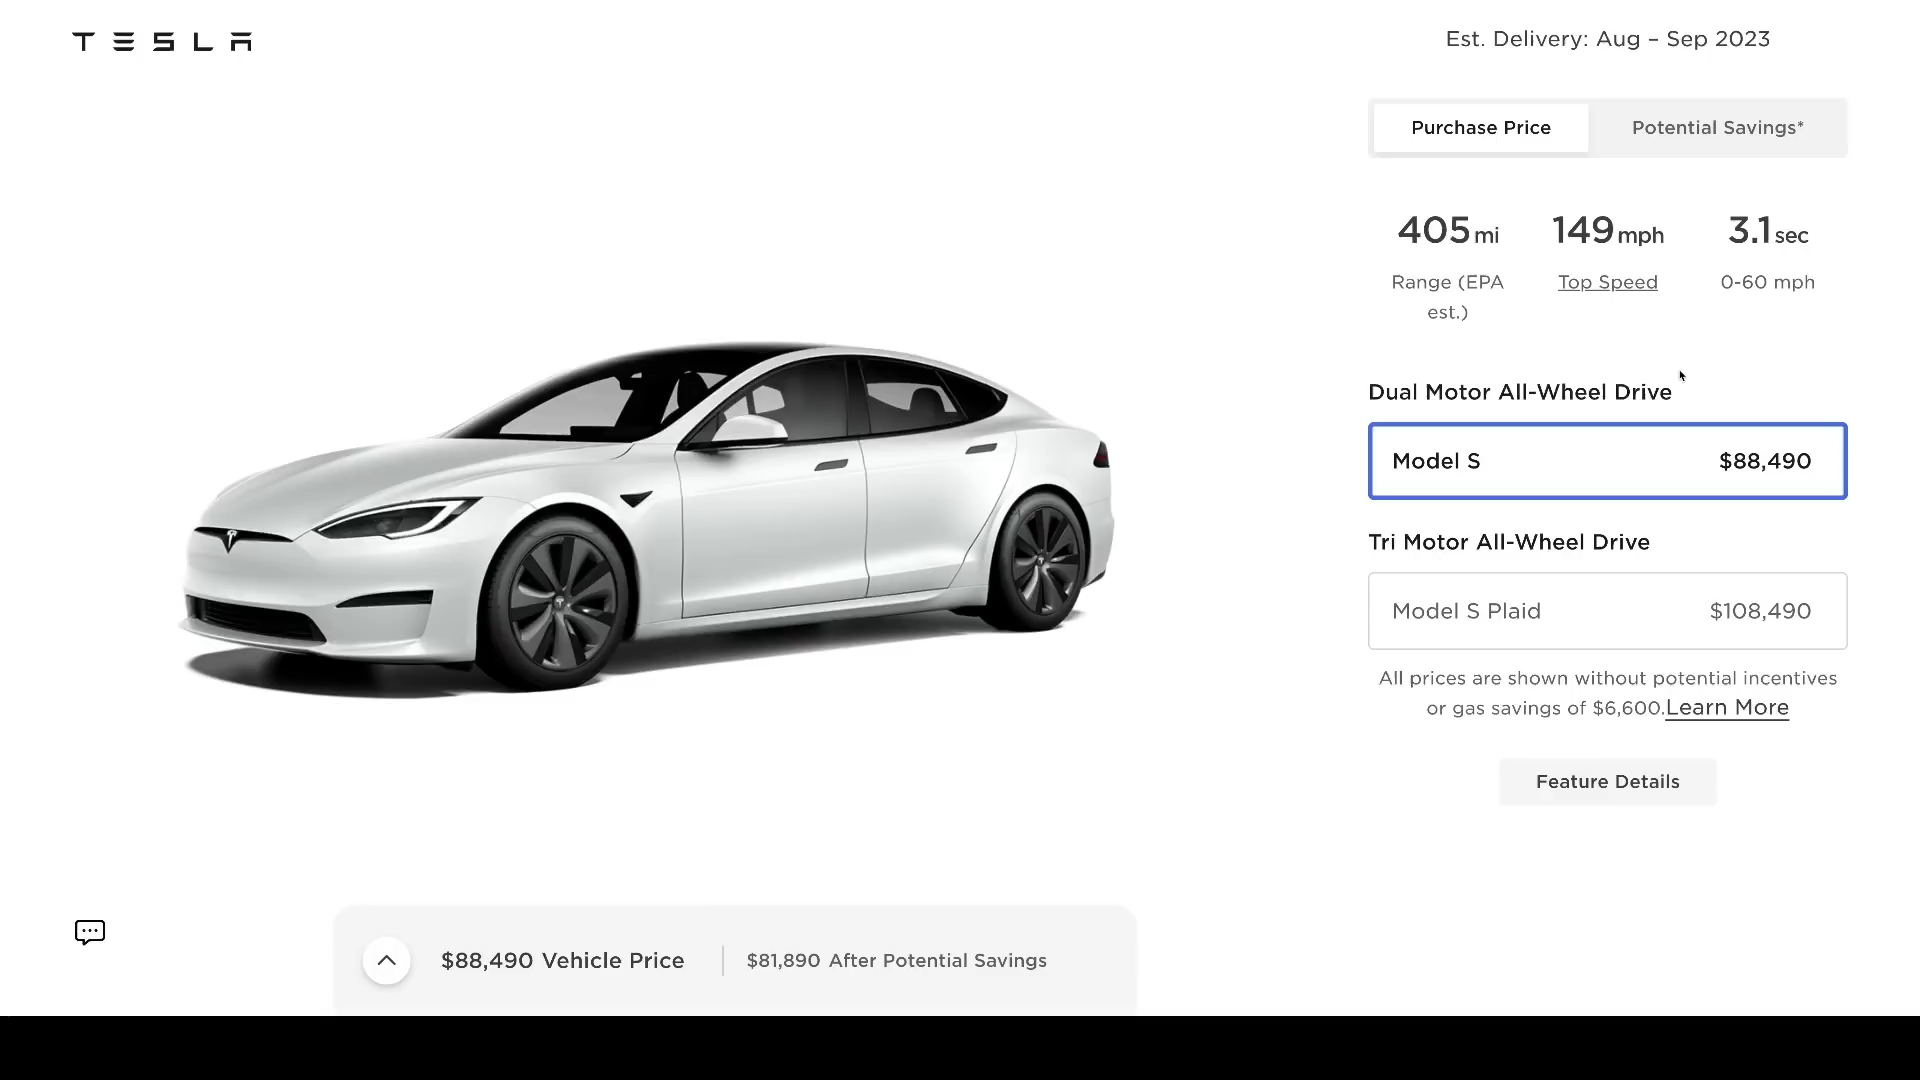 TESLA
Est. Delivery: Aug – Sep 2023
Purchase Price
Potential Savings*
405 mi
Range (EPA
est.)
149 mph
Top Speed
3.1 sec
0-60 mph
Dual Motor All-Wheel Drive
Model S $88,490
Tri Motor All-Wheel Drive
Model S Plaid $108,490
All prices are shown without potential incentives
or gas savings of $6,600.Learn More
Feature Details
$88,490 Vehicle Price
$81,890 After Potential Savings